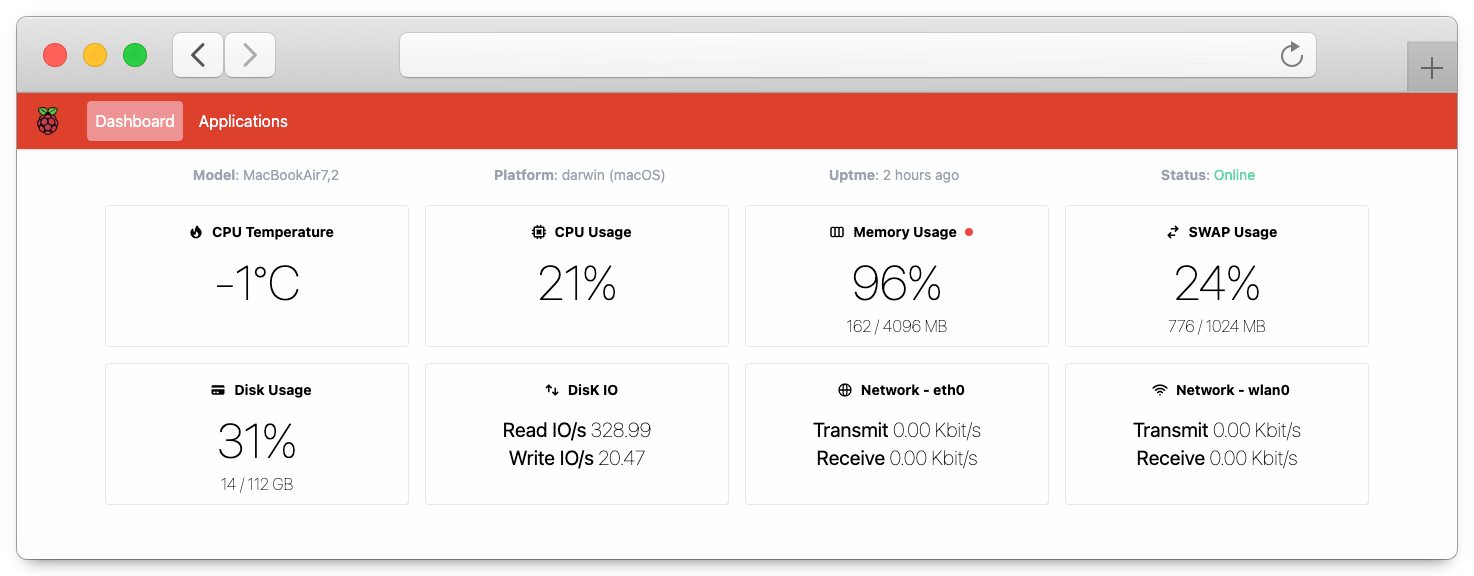 Dashboard Applications
Model: MacBookAir7,2 Platform: darwin (macOS) Uptme: 2 hours ago Status: Online
CPU Temperature
-1°C
CPU Usage
21%
Memory Usage
96%
162 / 4096 MB
SWAP Usage
24%
776 / 1024 MB
Disk Usage
31%
14 / 112 GB
DisK IO
Read IO/s 328.99
Write IO/s 20.47
Network - eth0
Transmit 0.00 Kbit/s
Receive 0.00 Kbit/s
Network - wlan0
Transmit 0.00 Kbit/s
Receive 0.00 Kbit/s